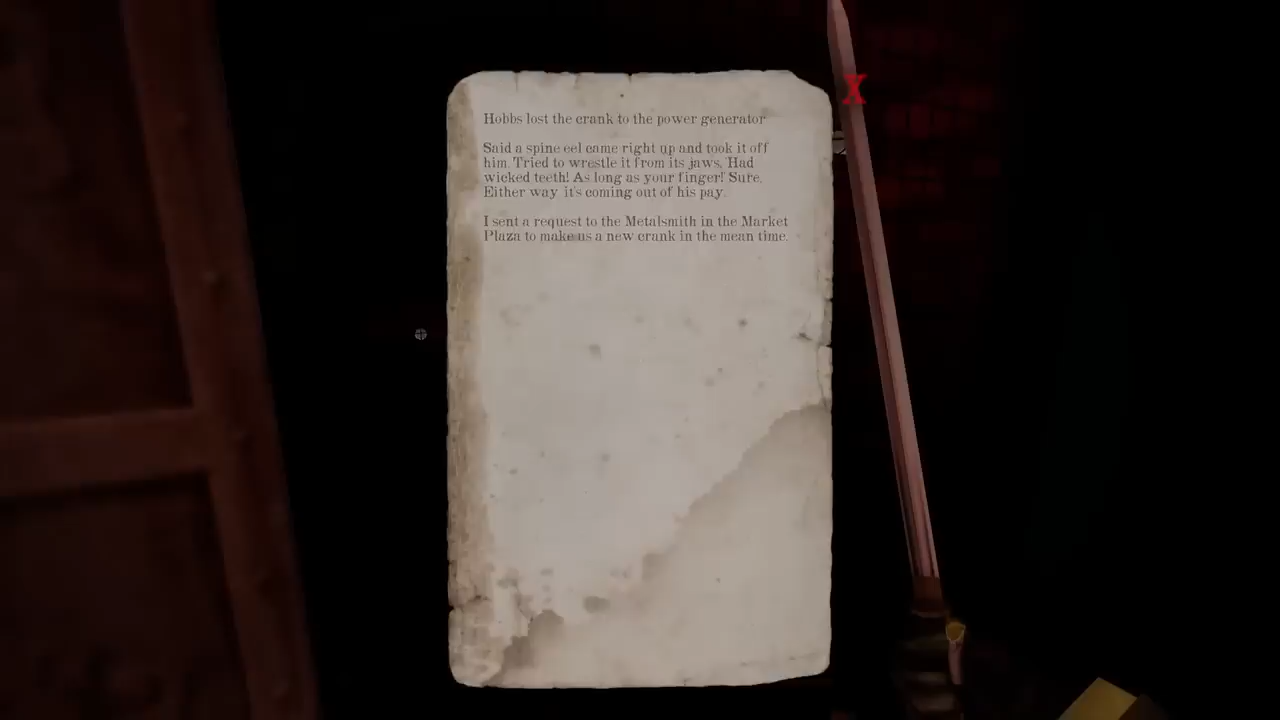 X
Hobbs lost the crank to the power generator
Said a spine eel came right up and took it off
him. Tried to wrestle it from its jaws. Had
wicked teeth! As long as your finger! Sure.
Either way it's coming out of his pay.
I sent a request to the Metalsmith in the Market
Plaza to make us a new crank in the mean time.